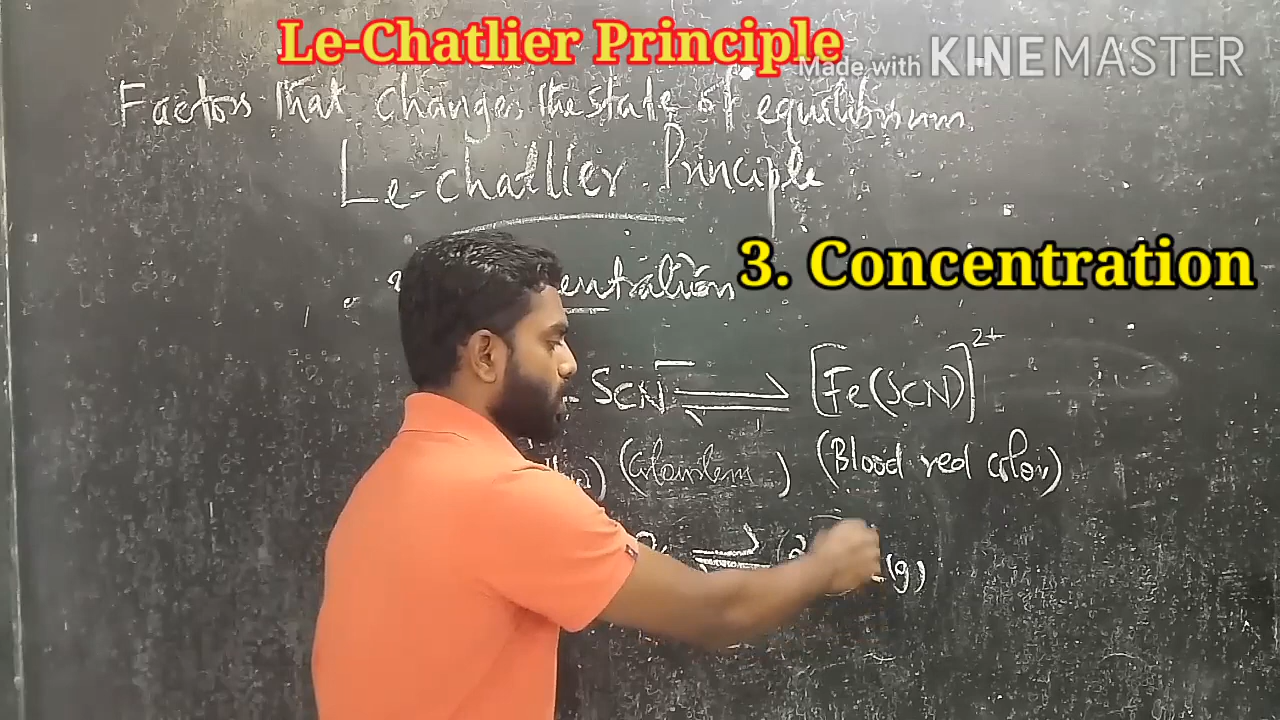 Le-Chatlier Principle
Made with KINEMASTER
Factors that changes the state of equilibrium
Le-chatlier Principle
3. Concentration
entration
SCN⁻ ⇌ [Fe(SCN)]²⁺
(Blood red color)
⇌ (g)